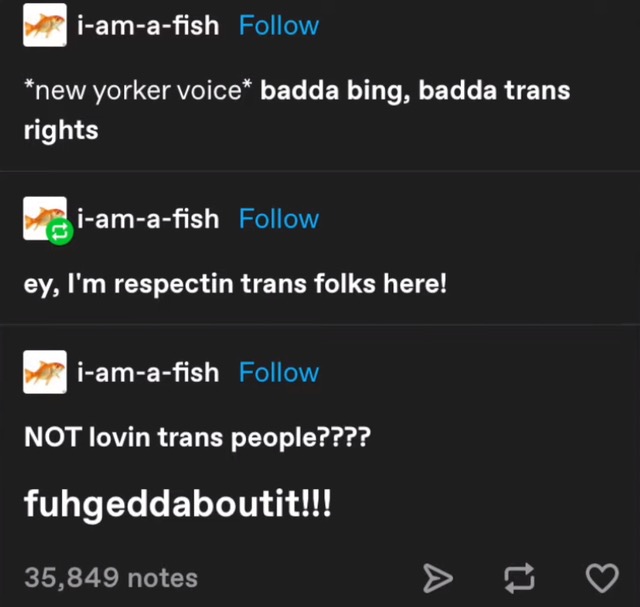 i-am-a-fish Follow
*new yorker voice* badda bing, badda trans
rights
i-am-a-fish Follow
ey, I'm respectin trans folks here!
i-am-a-fish Follow
NOT lovin trans people????
fuhgeddaboutit!!!
35,849 notes